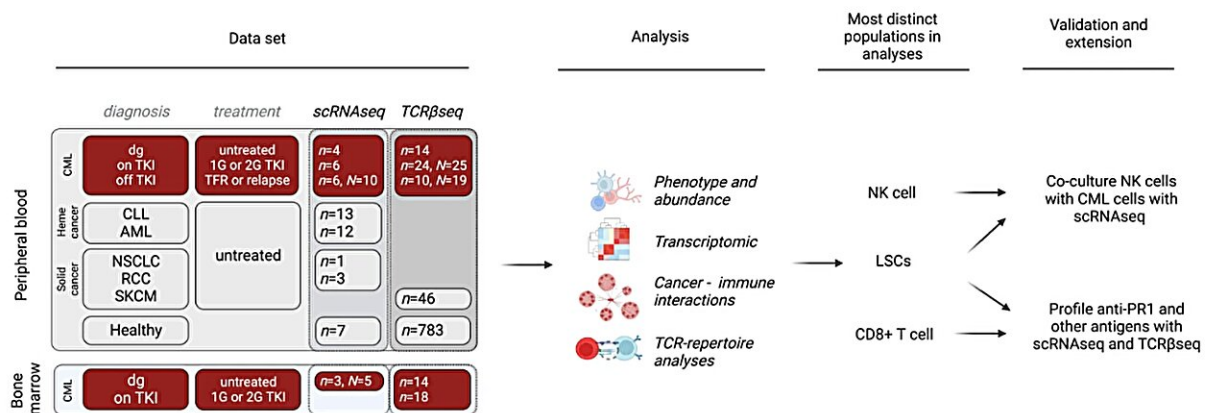 Data set
Analysis
Most distinct
populations in
analyses
Validation and
extension
diagnosis
treatment
scRNAseq
TCRβseq
Peripheral blood
CML
dg
on TKI
off TKI
untreated
1G or 2G TKI
TFR or relapse
n=4
n=6
n=6, N=10
n=14
n=24, N=25
n=10, N=19
Heme
cancer
CLL
AML
untreated
n=13
n=12
Solid
cancer
NSCLC
RCC
SKCM
n=1
n=3
n=46
Healthy
n=7
n=783
Bone
marrow
CML
dg
on TKI
untreated
1G or 2G TKI
n=3, N=5
n=14
n=18
Phenotype and
abundance
Transcriptomic
Cancer - immune
interactions
TCR-repertoire
analyses
NK cell
LSCs
CD8+ T cell
Co-culture NK cells
with CML cells with
scRNAseq
Profile anti-PR1 and
other antigens with
scRNAseq and TCRβseq